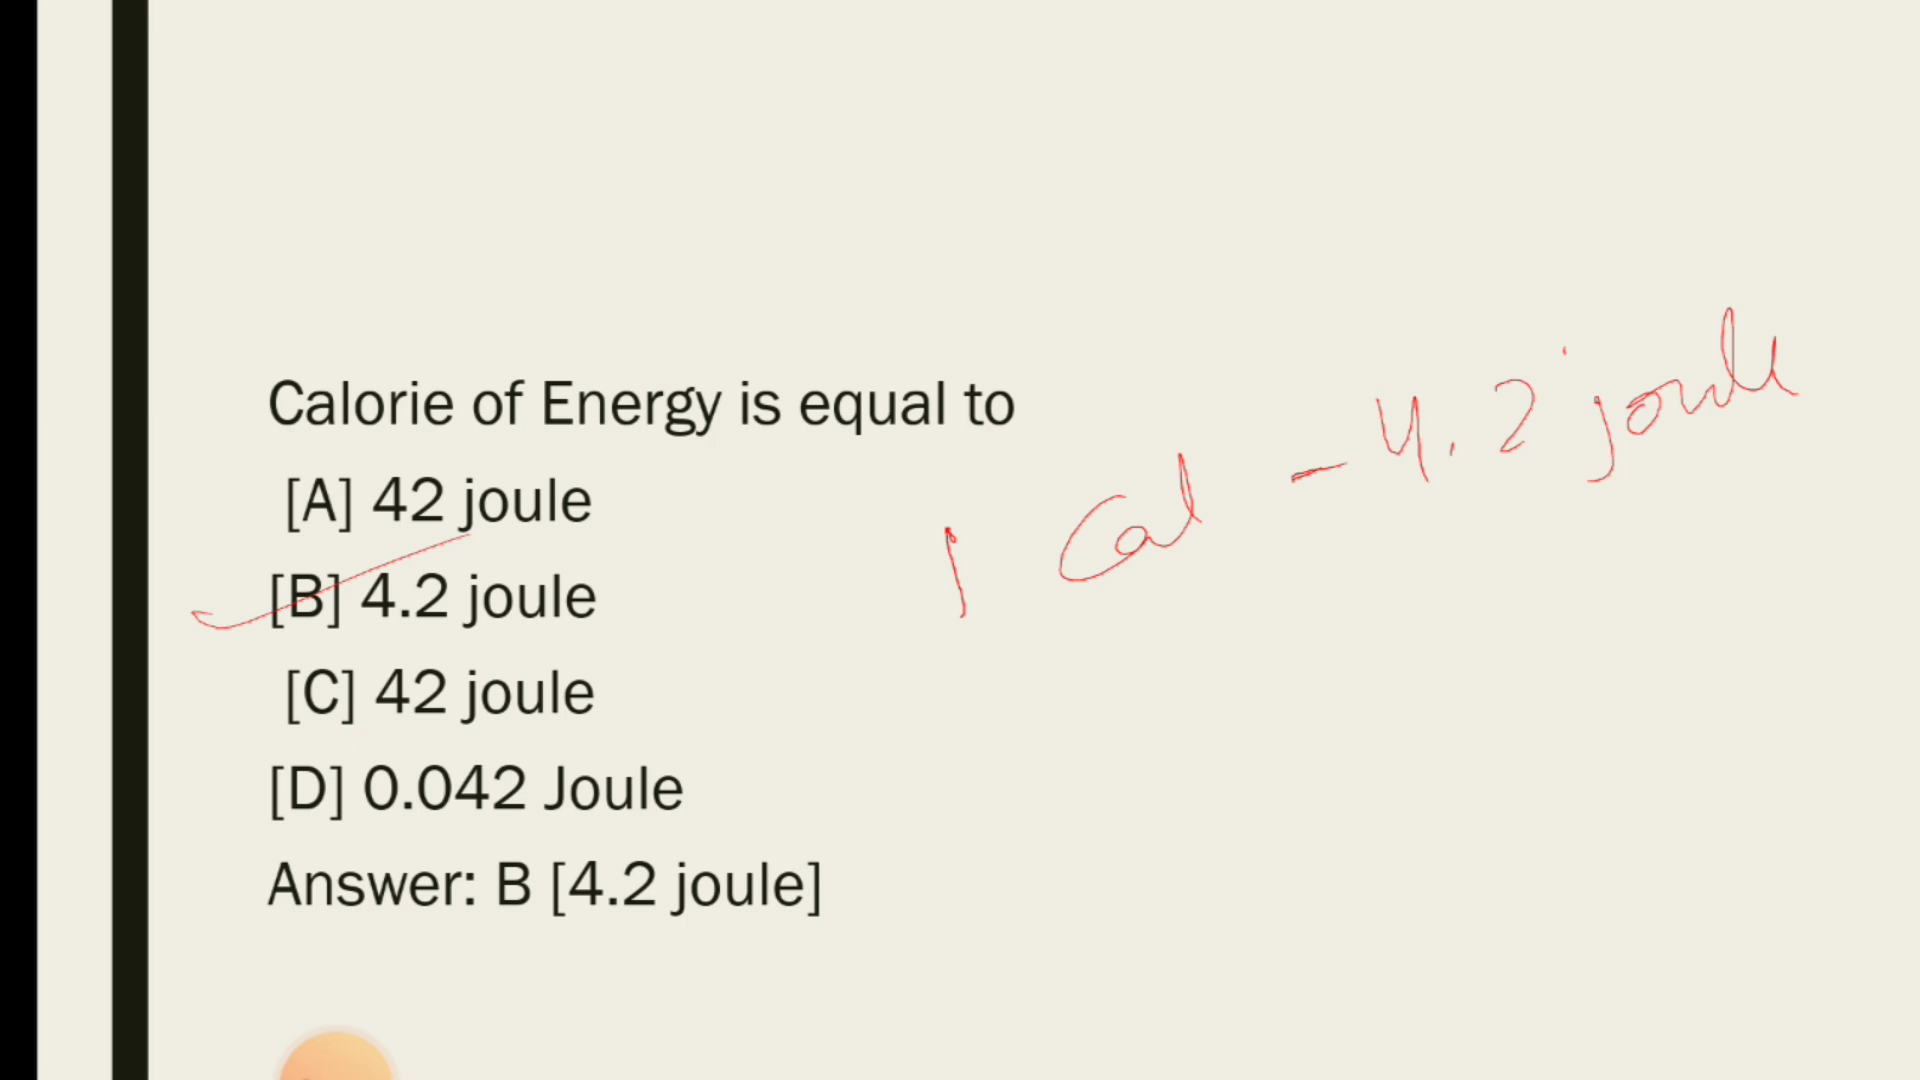 Calorie of Energy is equal to
[A] 42 joule
[B] 4.2 joule
[C] 42 joule
[D] 0.042 Joule
Answer: B [4.2 joule]
1 Cal - 4.2 joule